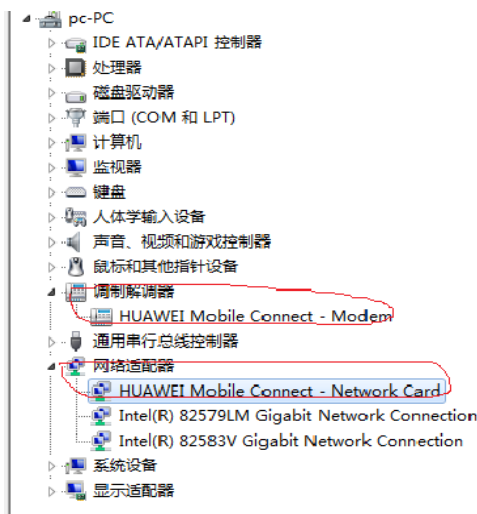 pc-PC
IDE ATA/ATAPI 控制器
处理器
磁盘驱动器
端口 (COM 和 LPT)
计算机
监视器
键盘
人体学输入设备
声音、视频和游戏控制器
鼠标和其他指针设备
调制解调器
HUAWEI Mobile Connect - Modem
通用串行总线控制器
网络适配器
HUAWEI Mobile Connect - Network Card
Intel(R) 82579LM Gigabit Network Connection
Intel(R) 82583V Gigabit Network Connection
系统设备
显示适配器